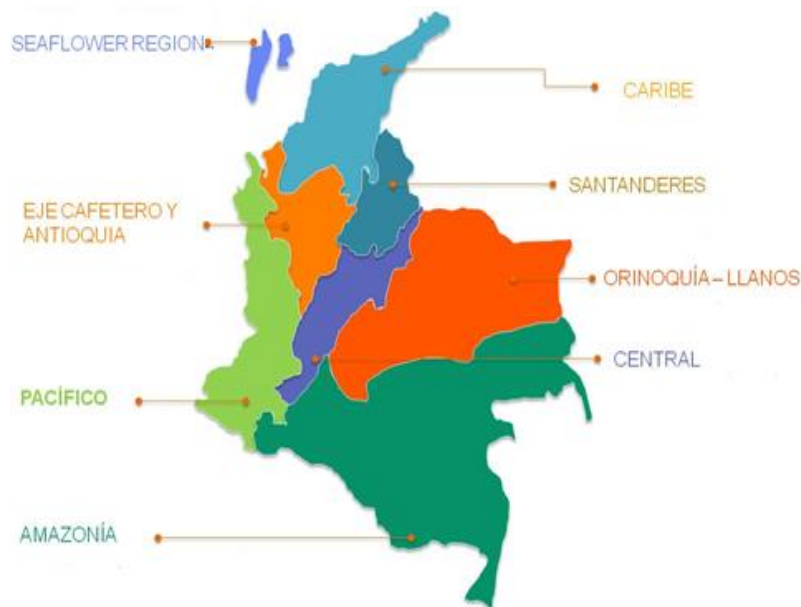 SEAFLOWER REGION
CARIBE
SANTANDERES
EJE CAFETERO Y
ANTIOQUIA
ORINOQUÍA – LLANOS
CENTRAL
PACÍFICO
AMAZONÍA